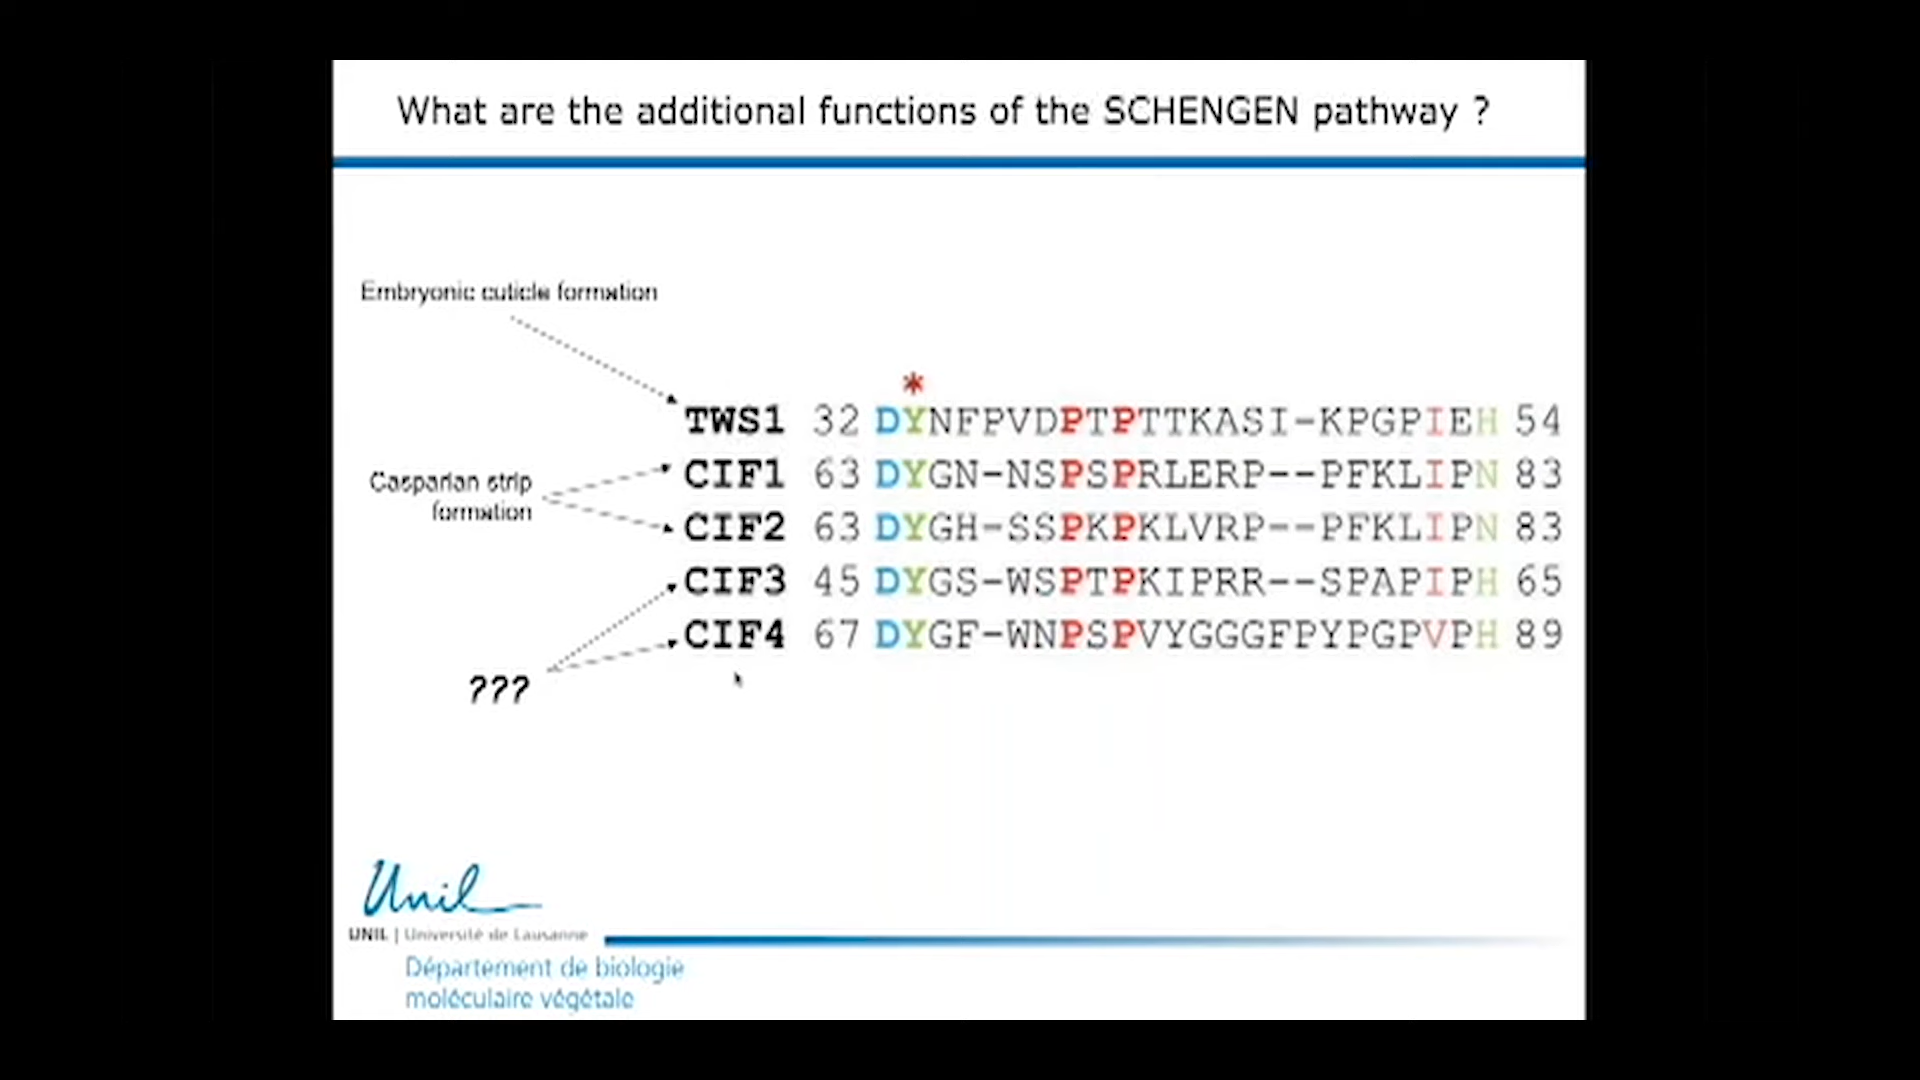 What are the additional functions of the SCHENGEN pathway ?
Embryonic cuticle formation
*
TWS1 32 DYNFPVDPTPTTKASI-KPGPIEH 54
Casparian strip
formation
CIF1 63 DYGN-NSPSPRLERP--PFKLIPN 83
CIF2 63 DYGH-SSPKPKLVRP--PFKLIPN 83
CIF3 45 DYGS-WSPTPKIPRR--SPAPIPH 65
CIF4 67 DYGF-WNPSPVYGGGFPYPGPVPH 89
???
Unil
UNIL | Université de Lausanne
Département de biologie
moléculaire végétale